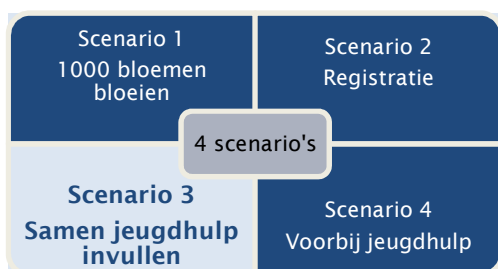 Scenario 1
1000 bloemen
bloeien
Scenario 2
Registratie
4 scenario's
Scenario 3
Samen jeugdhulp
invullen
Scenario 4
Voorbij jeugdhulp